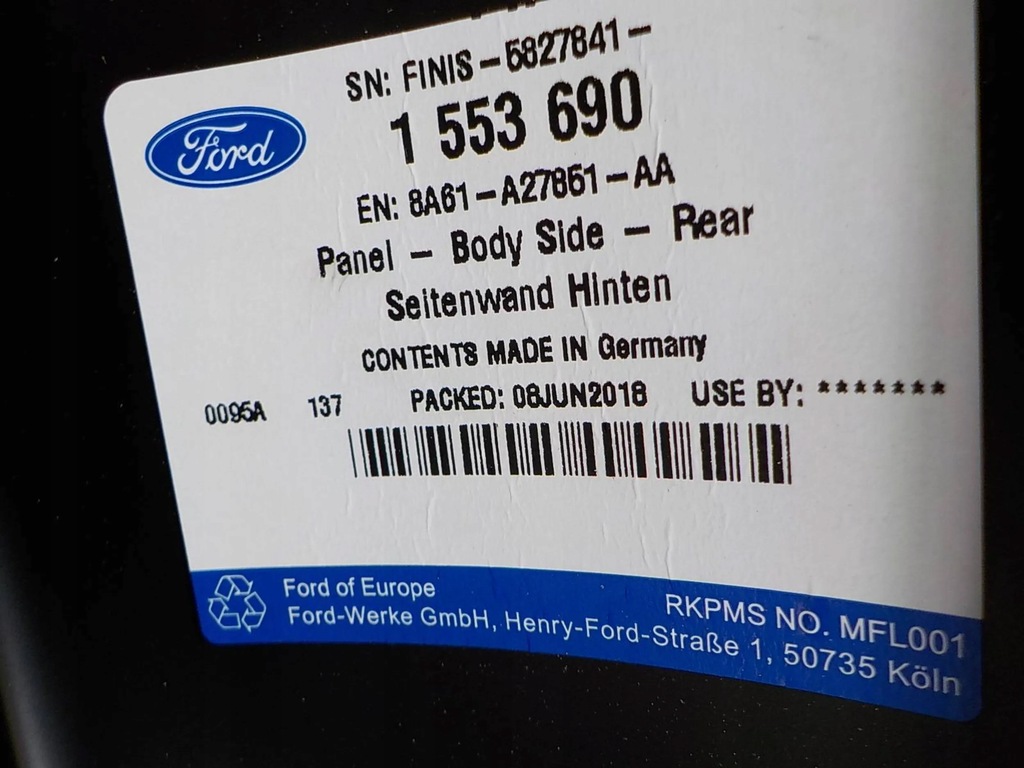 SN: FINIS-5827841-
Ford
1 553 690
EN: 8A61-A27851-AA
Panel - Body Side - Rear
Seitenwand Hinten
CONTENTS MADE IN Germany
0095A 137 PACKED: 08JUN2018 USE BY: *******
Ford of Europe
RKPMS NO. MFL001
Ford-Werke GmbH, Henry-Ford-Straße 1, 50735 Köln